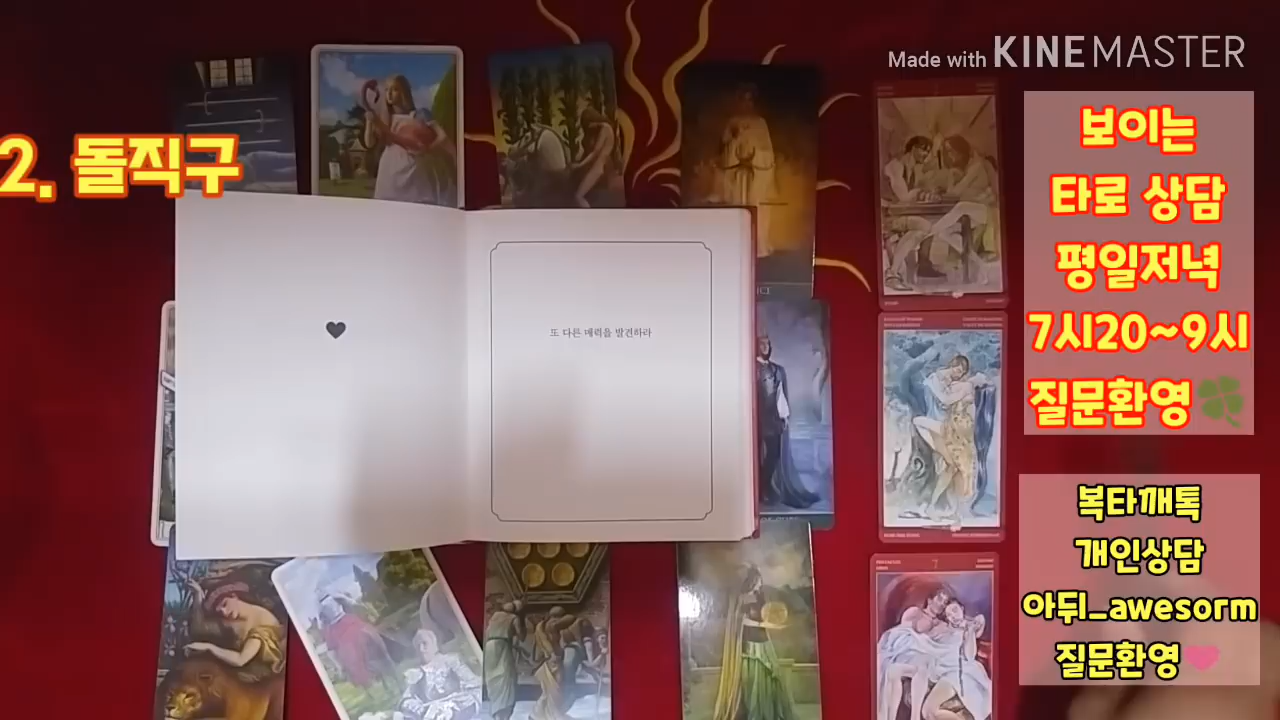 Made with KINEMASTER
2. 돌직구
또 다른 매력을 발견하라
보이는
타로 상담
평일저녁
7시20~9시
질문환영🍀
복타깨톡
개인상담
아뒤_awesorm
질문환영💗
7